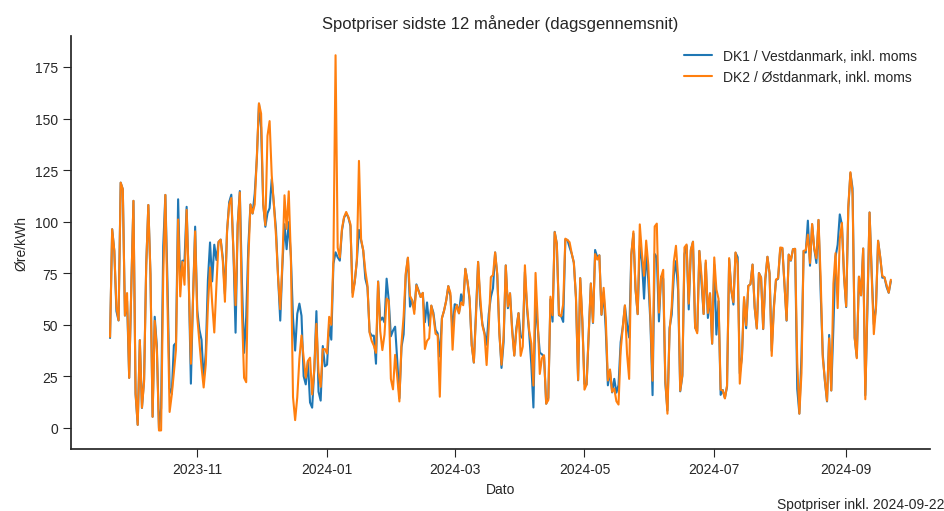 Spotpriser sidste 12 måneder (dagsgennemsnit)
DK1 / Vestdanmark, inkl. moms
DK2 / Østdanmark, inkl. moms
Øre/kWh
175
150
125
100
75
50
25
0
2023-11
2024-01
2024-03
2024-05
2024-07
2024-09
Dato
Spotpriser inkl. 2024-09-22